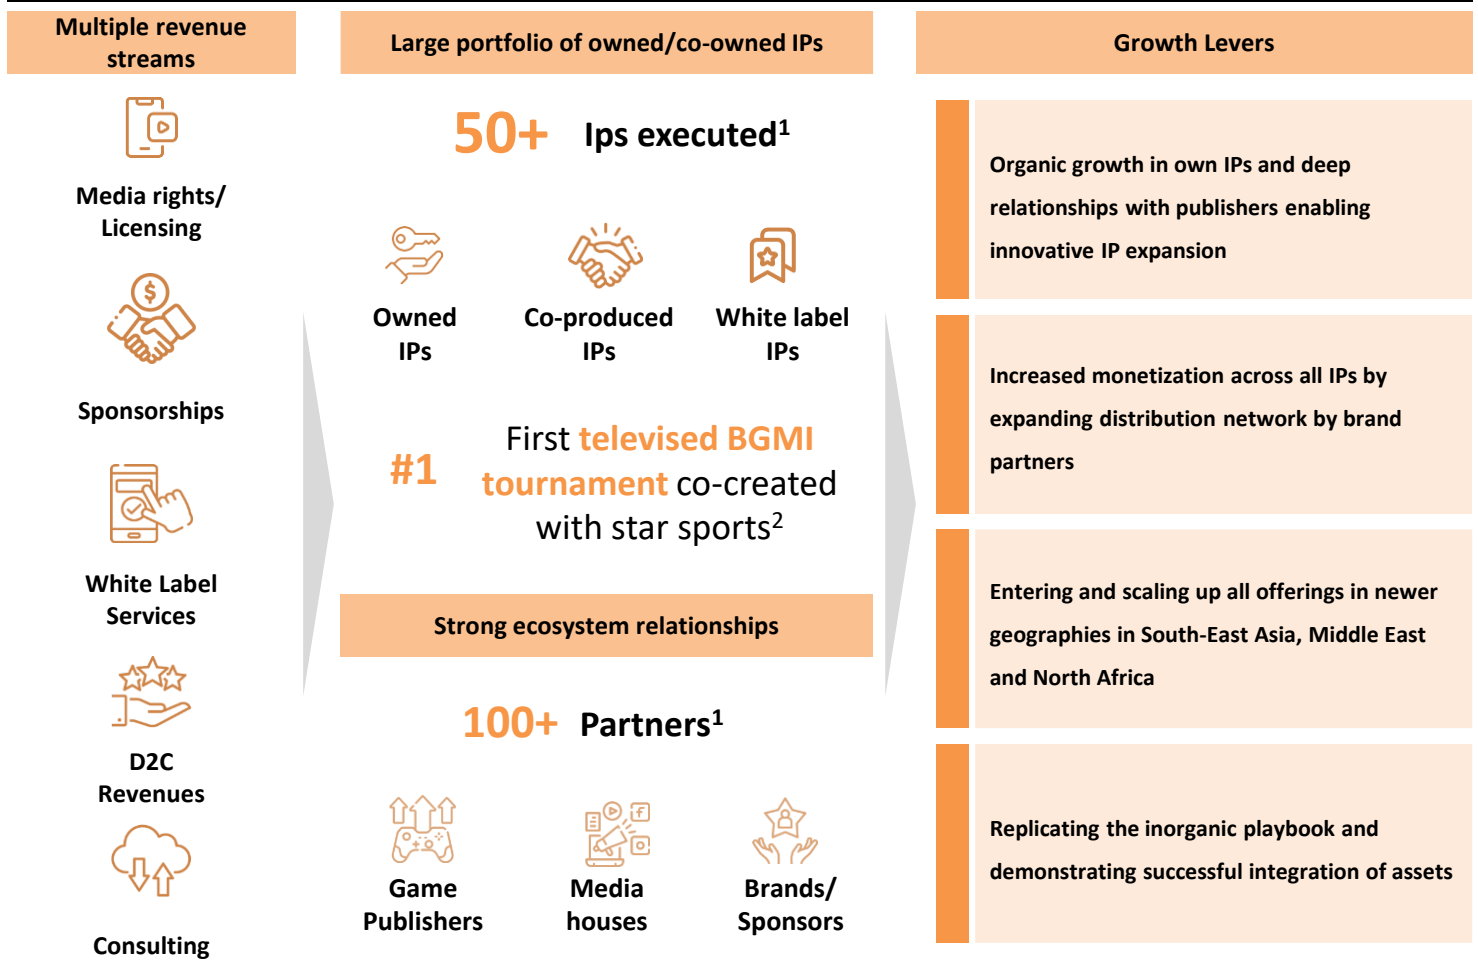 Multiple revenue
streams
Media rights/
Licensing
Sponsorships
White Label
Services
D2C
Revenues
Consulting
Large portfolio of owned/co-owned IPs
50+ Ips executed¹
Owned
IPs
Co-produced
IPs
White label
IPs
#1
First televised BGMI
tournament co-created
with star sports²
Strong ecosystem relationships
100+ Partners¹
Game
Publishers
Media
houses
Brands/
Sponsors
Growth Levers
Organic growth in own IPs and deep
relationships with publishers enabling
innovative IP expansion
Increased monetization across all IPs by
expanding distribution network by brand
partners
Entering and scaling up all offerings in newer
geographies in South-East Asia, Middle East
and North Africa
Replicating the inorganic playbook and
demonstrating successful integration of assets